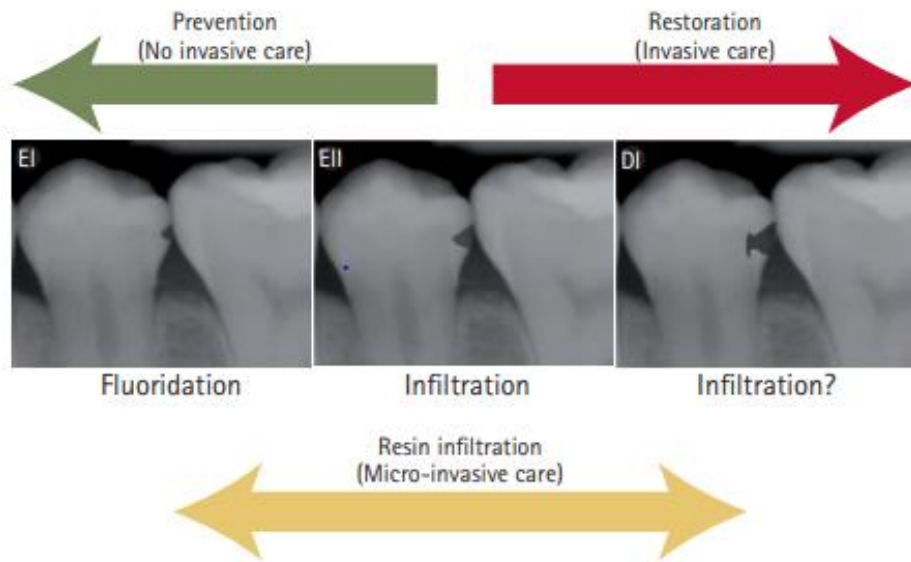 Prevention
(No invasive care)
Restoration
(Invasive care)
EI
EII
DI
Fluoridation
Infiltration
Infiltration?
Resin infiltration
(Micro-invasive care)